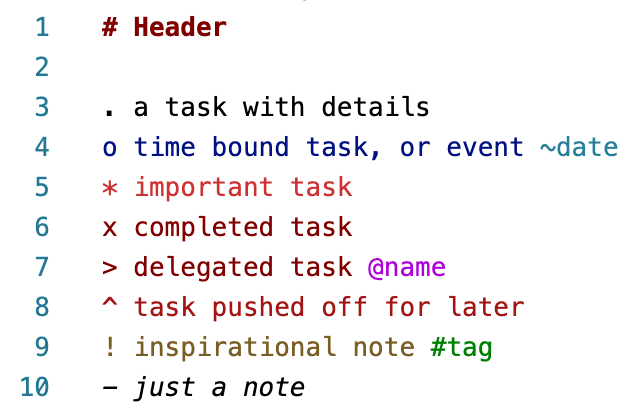 1 # Header
2
3 . a task with details
4 o time bound task, or event ~date
5 * important task
6 x completed task
7 > delegated task @name
8 ^ task pushed off for later
9 ! inspirational note #tag
10 - just a note